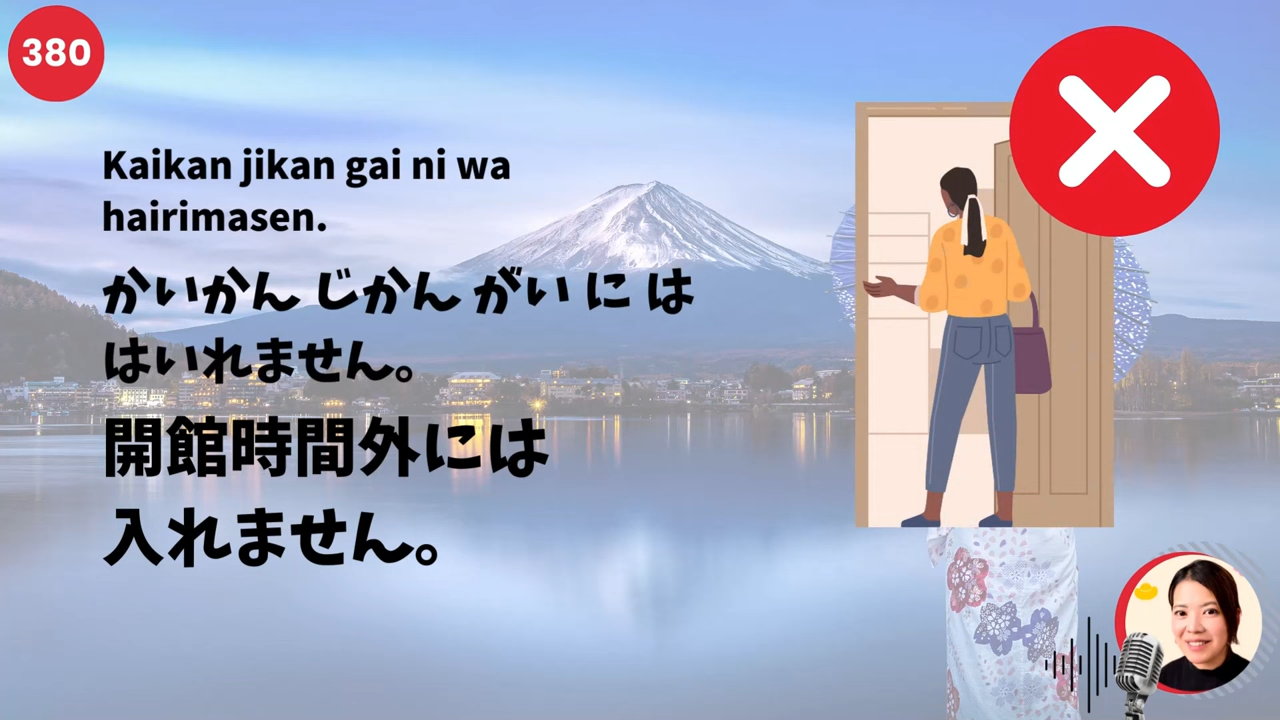 380
Kaikan jikan gai ni wa
hairimasen.
かいかん じかん がい に は
はいれません。
開館時間外には
入れません。